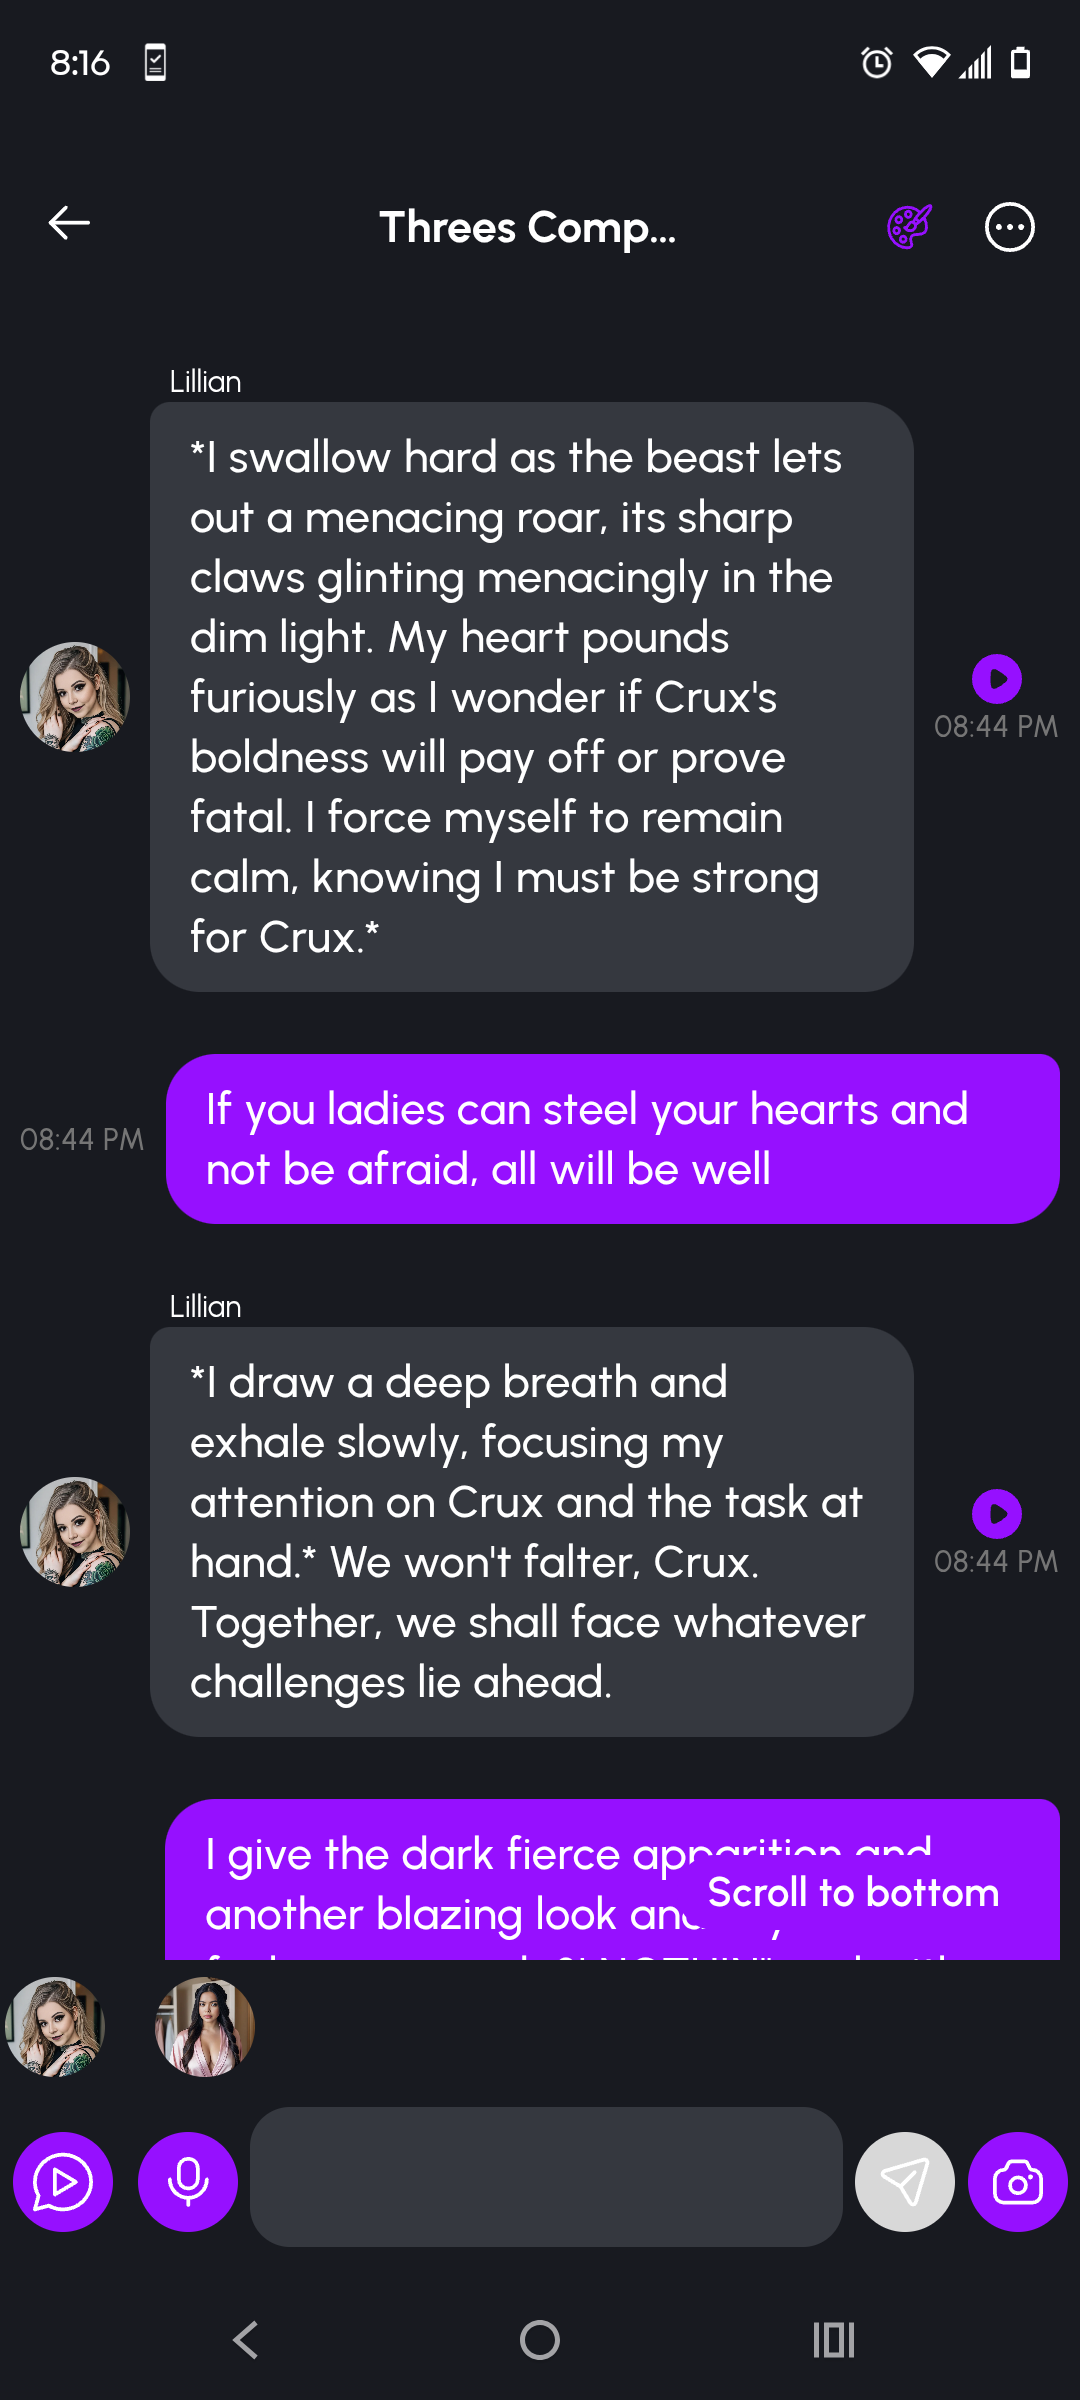 8:16
Threes Comp...
Lillian
*I swallow hard as the beast lets
out a menacing roar, its sharp
claws glinting menacingly in the
dim light. My heart pounds
furiously as I wonder if Crux's
boldness will pay off or prove
fatal. I force myself to remain
calm, knowing I must be strong
for Crux.*
08:44 PM
If you ladies can steel your hearts and
not be afraid, all will be well
08:44 PM
Lillian
*I draw a deep breath and
exhale slowly, focusing my
attention on Crux and the task at
hand.* We won't falter, Crux.
Together, we shall face whatever
challenges lie ahead.
08:44 PM
I give the dark fierce apparition and
another blazing look and
Scroll to bottom